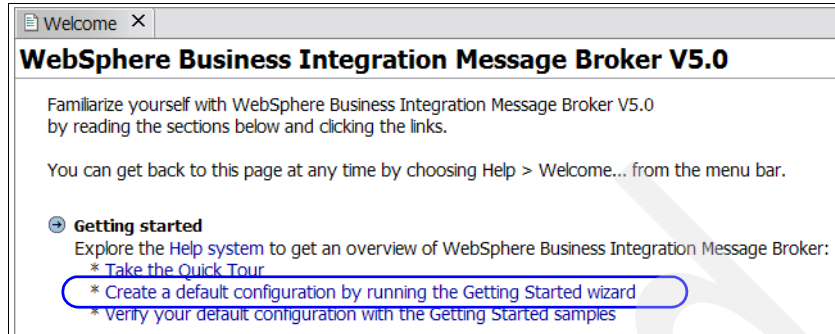 Welcome
WebSphere Business Integration Message Broker V5.0
Familiarize yourself with WebSphere Business Integration Message Broker V5.0
by reading the sections below and clicking the links.
You can get back to this page at any time by choosing Help > Welcome... from the menu bar.
Getting started
Explore the Help system to get an overview of WebSphere Business Integration Message Broker:
* Take the Quick Tour
* Create a default configuration by running the Getting Started wizard
* Verify your default configuration with the Getting Started samples